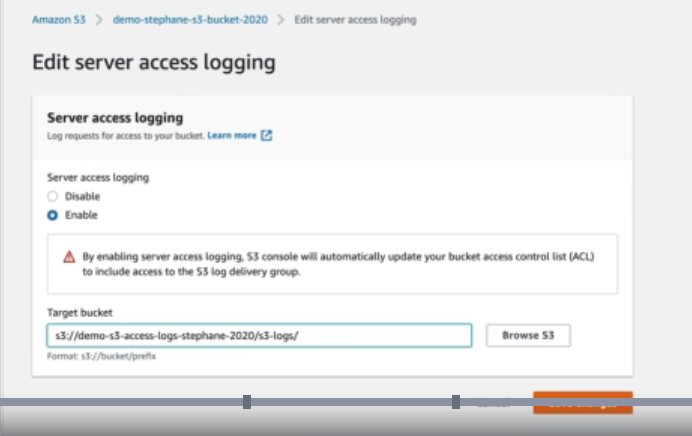 Amazon S3 > demo-stephane-s3-bucket-2020 > Edit server access logging
Edit server access logging
Server access logging
Log requests for access to your bucket. Learn more
Server access logging
Disable
Enable
By enabling server access logging, S3 console will automatically update your bucket access control list (ACL)
to include access to the S3 log delivery group.
Target bucket
s3://demo-s3-access-logs-stephane-2020/s3-logs/
Browse S3
Format: s3://bucket/prefix